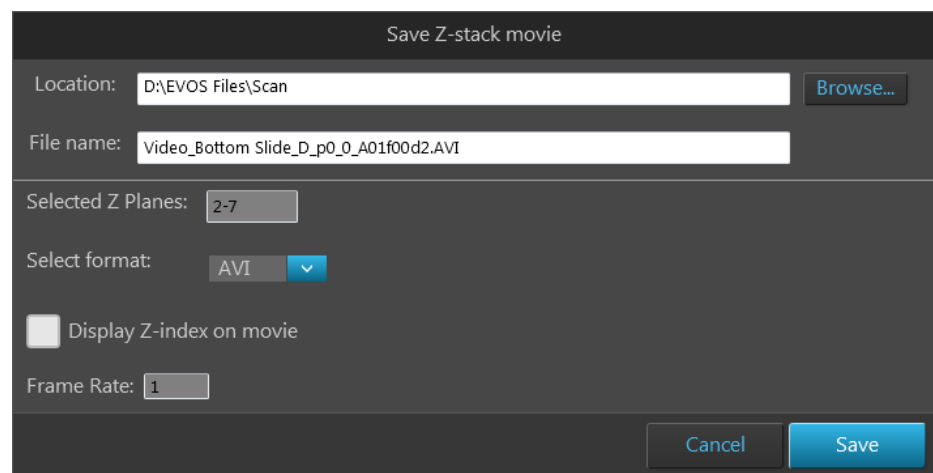 Save Z-stack movie
Location: D:\EVOS Files\Scan Browse...
File name: Video_Bottom Slide_D_p0_0_A01f00d2.AVI
Selected Z Planes: 2-7
Select format: AVI
Display Z-index on movie
Frame Rate: 1
Cancel Save